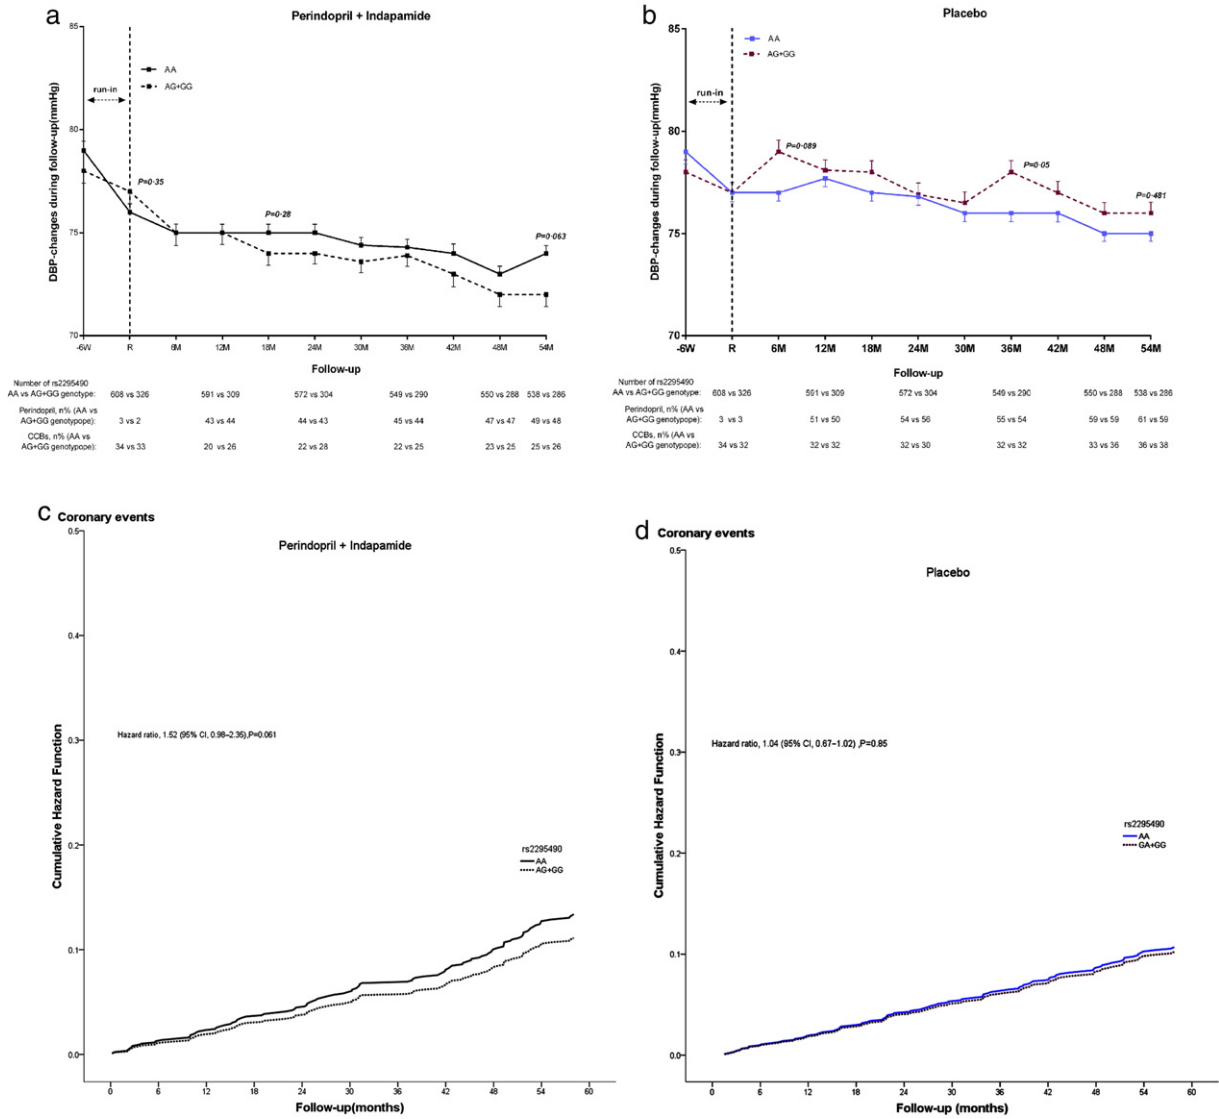 a
Perindopril + Indapamide
85
80
75
70
DBP-changes during follow-up(mmHg)
AA
AG+GG
run-in
P=0·35
P=0·28
P=0·063
-6W R 6M 12M 18M 24M 30M 36M 42M 48M 54M
Follow-up
Number of rs2295490
AA vs AG+GG genotype: 608 vs 326 591 vs 309 572 vs 304 549 vs 290 550 vs 288 538 vs 286
Perindopril, n% (AA vs
AG+GG genotypope): 3 vs 2 43 vs 44 44 vs 43 45 vs 44 47 vs 47 49 vs 48
CCBs, n% (AA vs
AG+GG genotypope): 34 vs 33 20 vs 26 22 vs 28 22 vs 25 23 vs 25 25 vs 26
b
Placebo
85
80
75
70
DBP-changes during follow-up(mmHg)
AA
AG+GG
run-in
P=0·089
P=0·05
P=0·481
-6W R 6M 12M 18M 24M 30M 36M 42M 48M 54M
Follow-up
Number of rs2295490
AA vs AG+GG genotype: 608 vs 326 591 vs 309 572 vs 304 549 vs 290 550 vs 288 538 vs 286
Perindopril, n% (AA vs
AG+GG genotypope): 3 vs 3 51 vs 50 54 vs 56 55 vs 54 59 vs 59 61 vs 59
CCBs, n% (AA vs
AG+GG genotypope): 34 vs 32 32 vs 32 32 vs 30 32 vs 32 33 vs 36 36 vs 38
c
Coronary events
Perindopril + Indapamide
0.5
0.4
0.3
0.2
0.1
0.0
Cumulative Hazard Function
Hazard ratio, 1.52 (95% CI, 0.98–2.35),P=0.061
rs2295490
AA
AG+GG
0 6 12 18 24 30 36 42 48 54 60
Follow-up(months)
d
Coronary events
Placebo
0.5
0.4
0.3
0.2
0.1
0.0
Cumulative Hazard Function
Hazard ratio, 1.04 (95% CI, 0.67–1.02) ,P=0.85
rs2295490
AA
GA+GG
0 6 12 18 24 30 36 42 48 54 60
Follow-up (months)